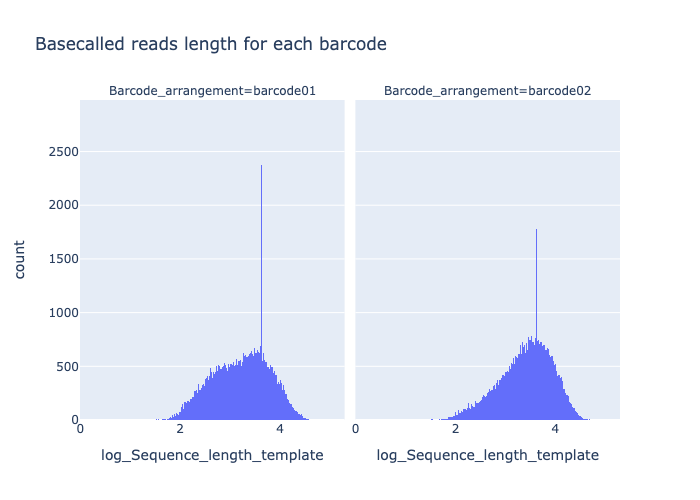 Basecalled reads length for each barcode
Barcode_arrangement=barcode01
Barcode_arrangement=barcode02
2500
2000
1500
1000
500
0
count
0 2 4
0 2 4
log_Sequence_length_template
log_Sequence_length_template